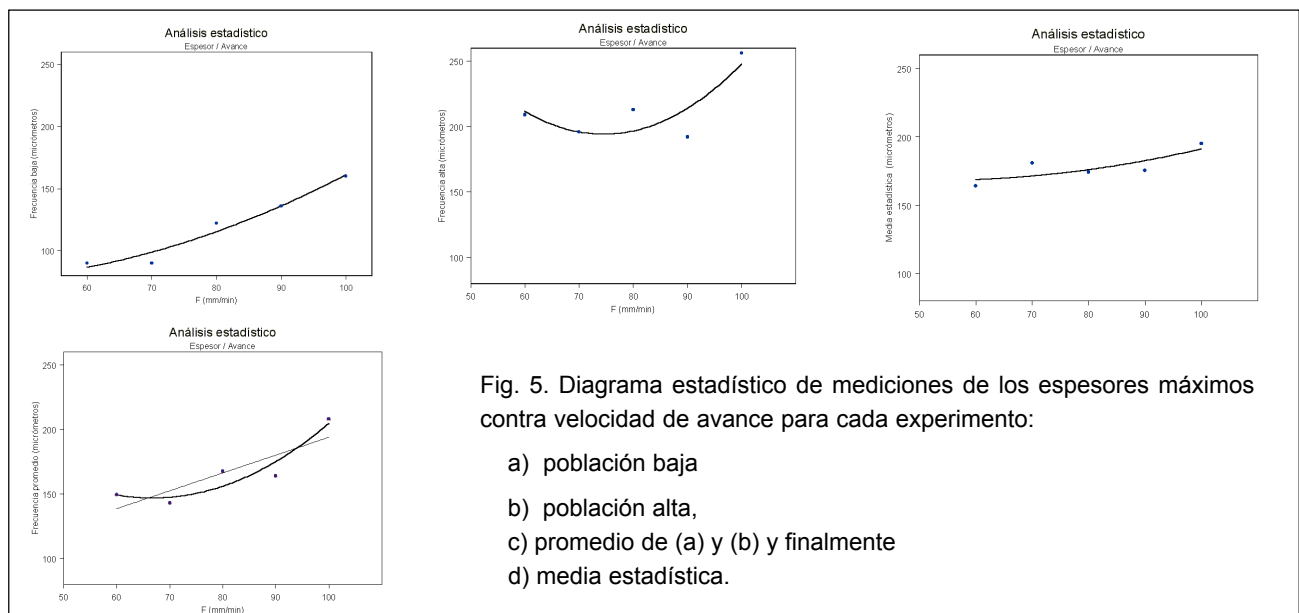 Análisis estadístico
Espesor / Avance
Frecuencia baja (micrómetros)
250
200
150
100
60 70 80 90 100
F (mm/min)
Análisis estadístico
Espesor / Avance
Frecuencia alta (micrómetros)
250
200
150
100
50 60 70 80 90 100
F (mm/min)
Análisis estadístico
Espesor / Avance
Media estadística (micrómetros)
250
200
150
100
50 60 70 80 90 100
Análisis estadístico
Espesor / Avance
Frecuencia promedio (micrómetros)
250
200
150
100
50 60 70 80 90 100
F (mm/min)
Fig. 5. Diagrama estadístico de mediciones de los espesores máximos
contra velocidad de avance para cada experimento:
a) población baja
b) población alta,
c) promedio de (a) y (b) y finalmente
d) media estadística.